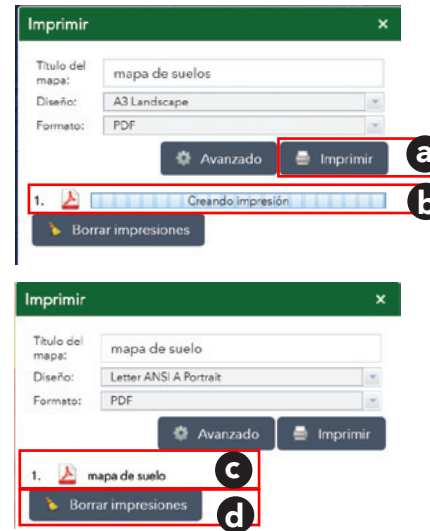 Imprimir ×
Título del mapa: mapa de suelos
Diseño: A3 Landscape
Formato: PDF
Avanzado Imprimir a
1. Creando impresión b
Borrar impresiones
Imprimir ×
Título del mapa: mapa de suelo
Diseño: Letter ANSI A Portrait
Formato: PDF
Avanzado Imprimir
1. mapa de suelo c
Borrar impresiones d